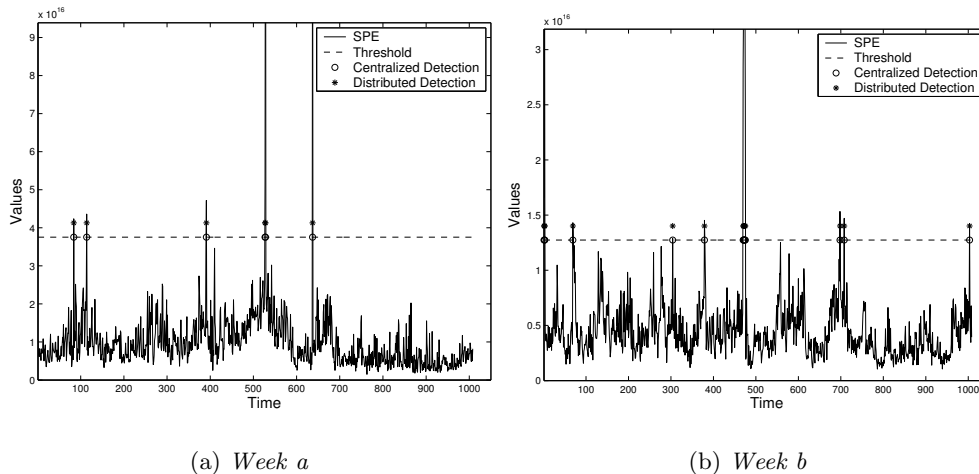 x 10^16
9
8
7
6
5
4
3
2
1
0
100 200 300 400 500 600 700 800 900 1000
Time
Values
SPE
Threshold
Centralized Detection
Distributed Detection
(a) Week a
x 10^16
3
2.5
2
1.5
1
0.5
0
100 200 300 400 500 600 700 800 900 1000
Time
Values
SPE
Threshold
Centralized Detection
Distributed Detection
(b) Week b